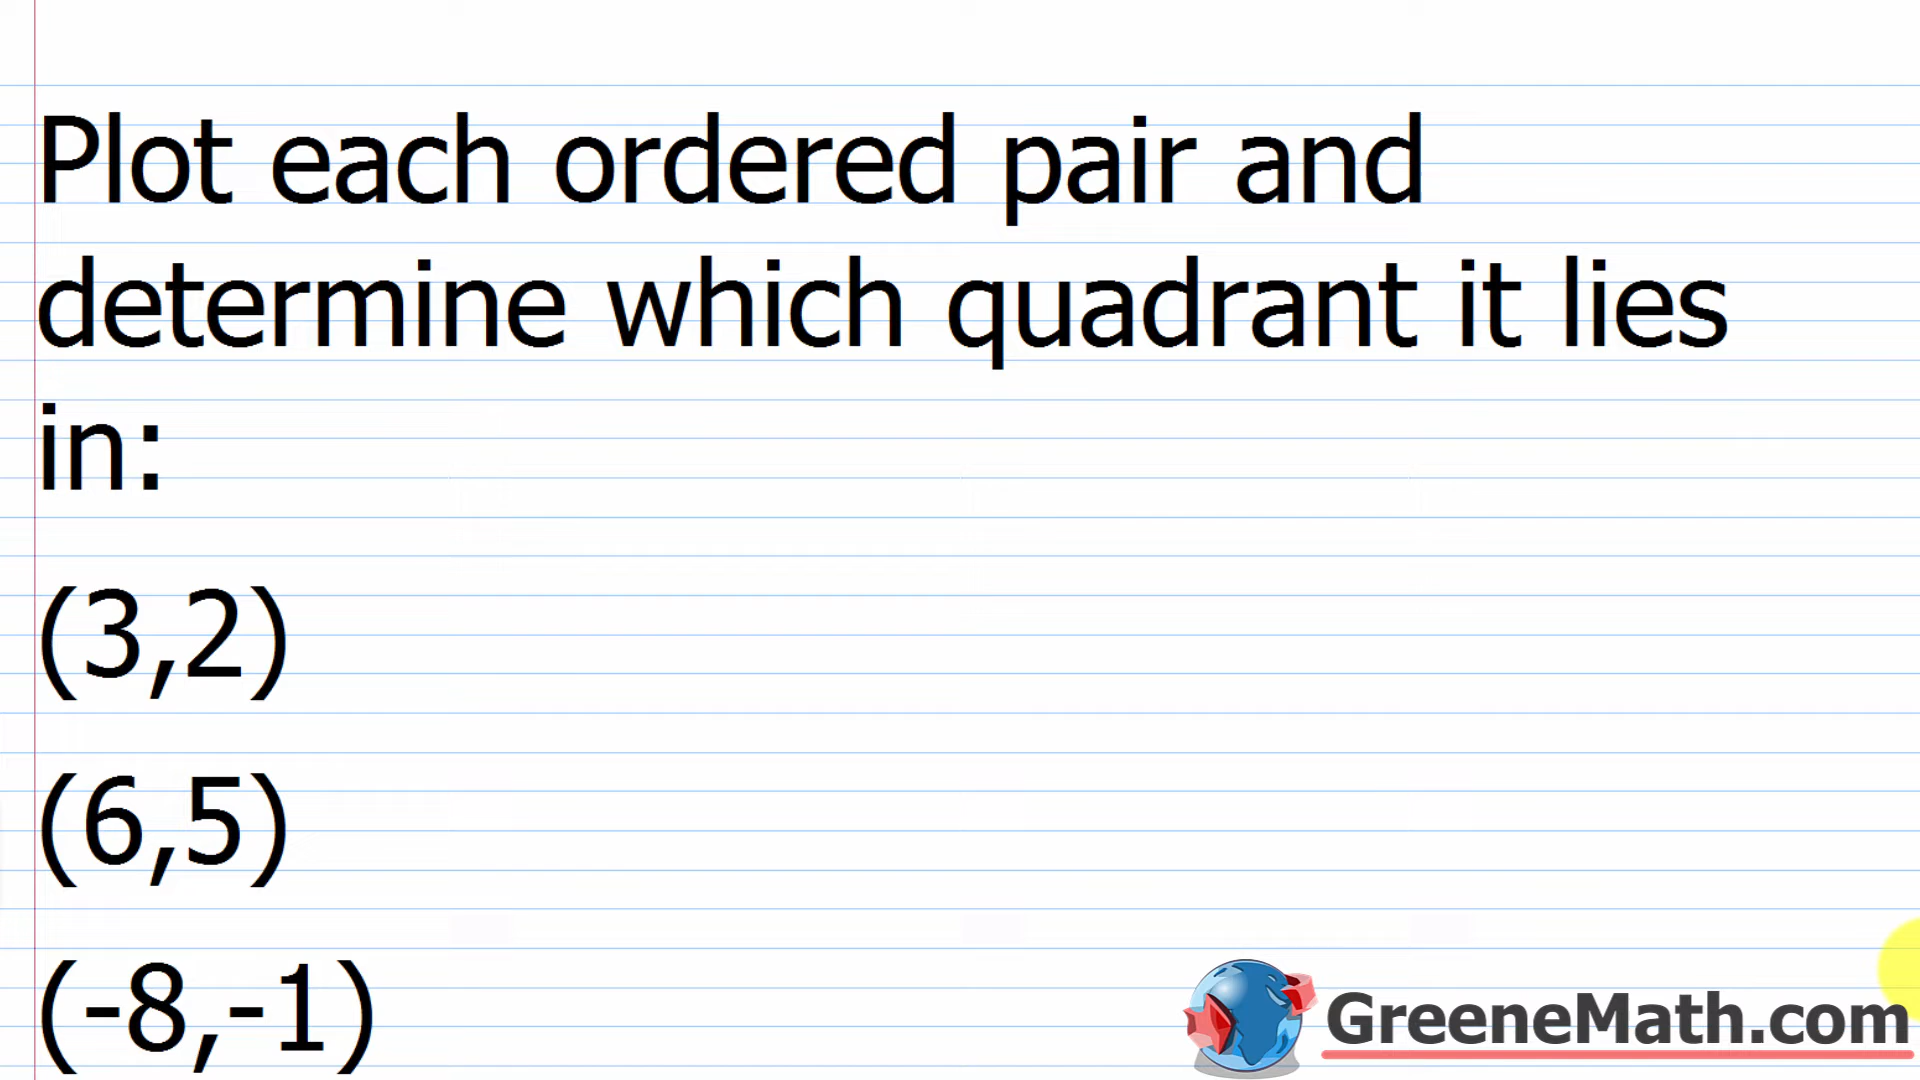 Plot each ordered pair and
determine which quadrant it lies
in:
(3,2)
(6,5)
(-8,-1)
GreeneMath.com